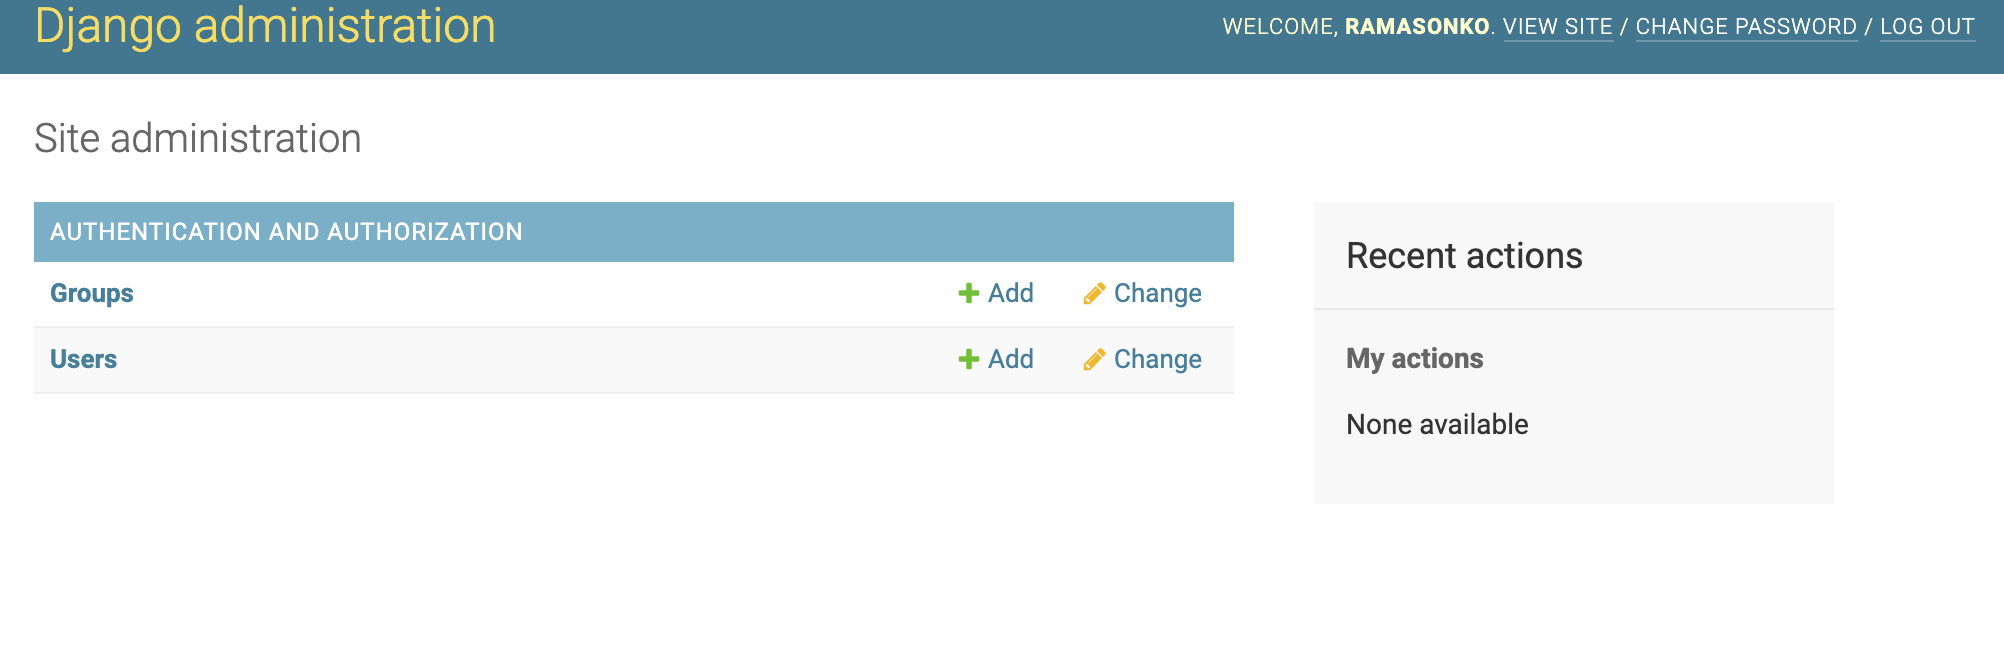 Django administration
WELCOME, RAMASONKO. VIEW SITE / CHANGE PASSWORD / LOG OUT
Site administration
AUTHENTICATION AND AUTHORIZATION
Groups Add Change
Users Add Change
Recent actions
My actions
None available